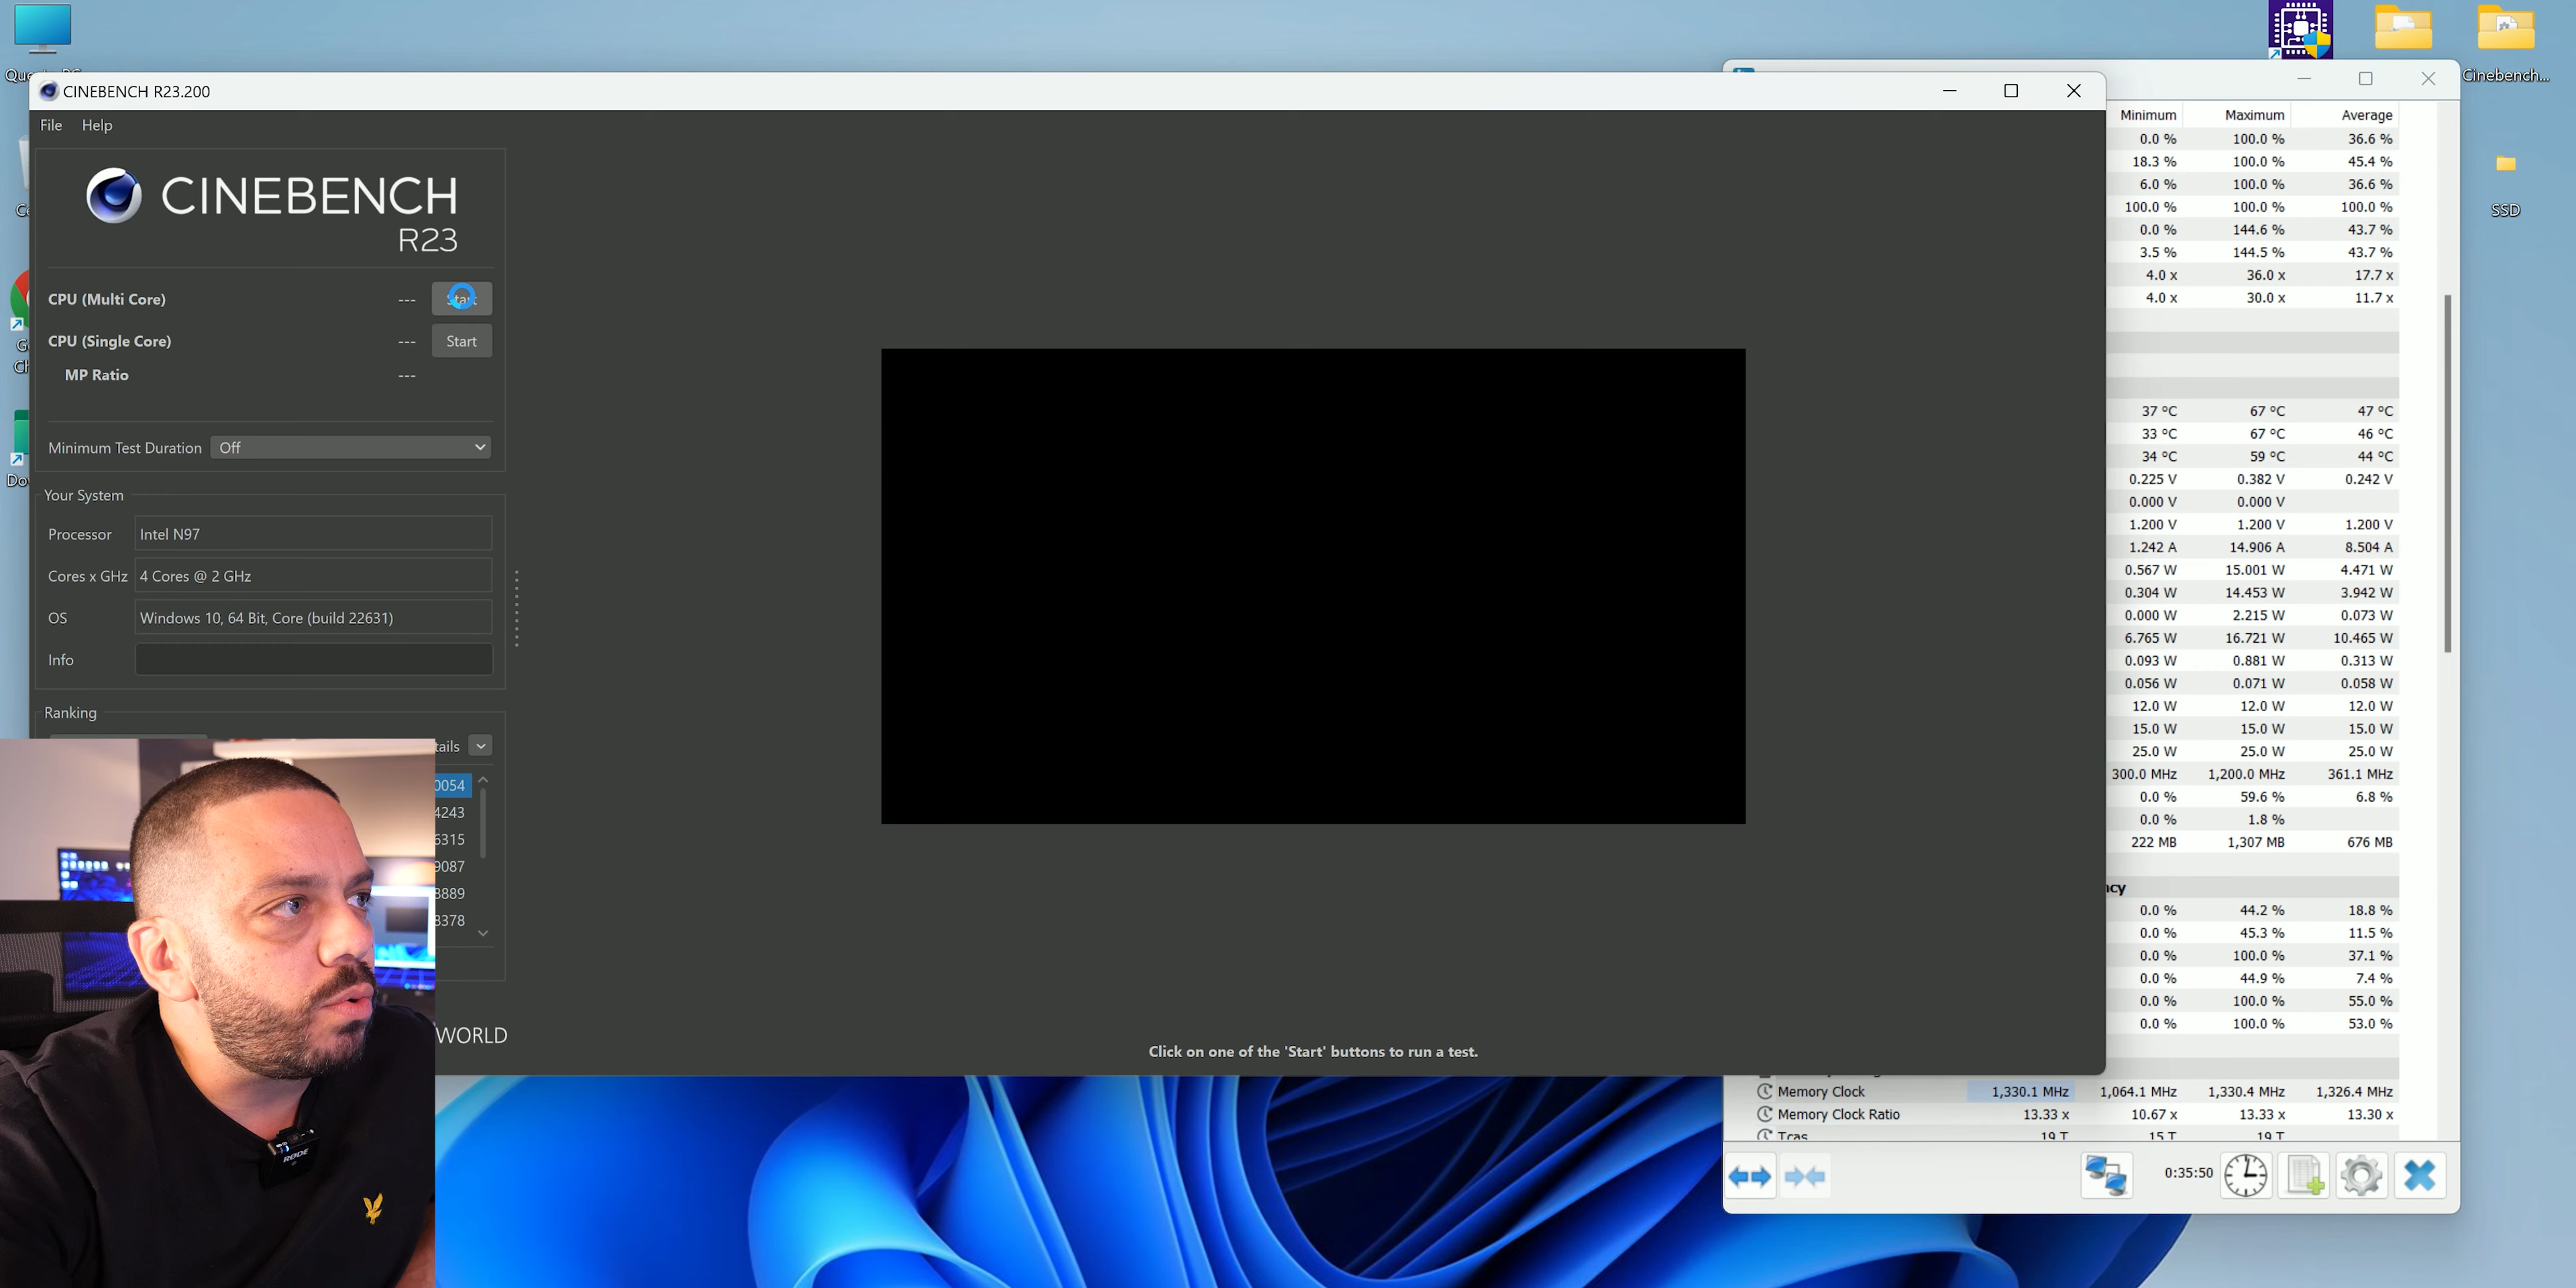 CINEBENCH R23.200
File Help
CINEBENCH
R23
CPU (Multi Core) --- Start
CPU (Single Core) --- Start
MP Ratio ---
Minimum Test Duration Off
Your System
Processor Intel N97
Cores x GHz 4 Cores @ 2 GHz
OS Windows 10, 64 Bit, Core (build 22631)
Info
Ranking
tails
0054
4243
6315
9087
8889
8378
WORLD
Click on one of the 'Start' buttons to run a test.
RØDE
Cinebench...
SSD
Minimum Maximum Average
0.0 % 100.0 % 36.6 %
18.3 % 100.0 % 45.4 %
6.0 % 100.0 % 36.6 %
100.0 % 100.0 % 100.0 %
0.0 % 144.6 % 43.7 %
3.5 % 144.5 % 43.7 %
4.0 x 36.0 x 17.7 x
4.0 x 30.0 x 11.7 x
37 °C 67 °C 47 °C
33 °C 67 °C 46 °C
34 °C 59 °C 44 °C
0.225 V 0.382 V 0.242 V
0.000 V 0.000 V
1.200 V 1.200 V 1.200 V
1.242 A 14.906 A 8.504 A
0.567 W 15.001 W 4.471 W
0.304 W 14.453 W 3.942 W
0.000 W 2.215 W 0.073 W
6.765 W 16.721 W 10.465 W
0.093 W 0.881 W 0.313 W
0.056 W 0.071 W 0.058 W
12.0 W 12.0 W 12.0 W
15.0 W 15.0 W 15.0 W
25.0 W 25.0 W 25.0 W
300.0 MHz 1,200.0 MHz 361.1 MHz
0.0 % 59.6 % 6.8 %
0.0 % 1.8 %
222 MB 1,307 MB 676 MB
ncy
0.0 % 44.2 % 18.8 %
0.0 % 45.3 % 11.5 %
0.0 % 100.0 % 37.1 %
0.0 % 44.9 % 7.4 %
0.0 % 100.0 % 55.0 %
0.0 % 100.0 % 53.0 %
Memory Clock 1,330.1 MHz 1,064.1 MHz 1,330.4 MHz 1,326.4 MHz
Memory Clock Ratio 13.33 x 10.67 x 13.33 x 13.30 x
Tcas 19 T 15 T 19 T
0:35:50